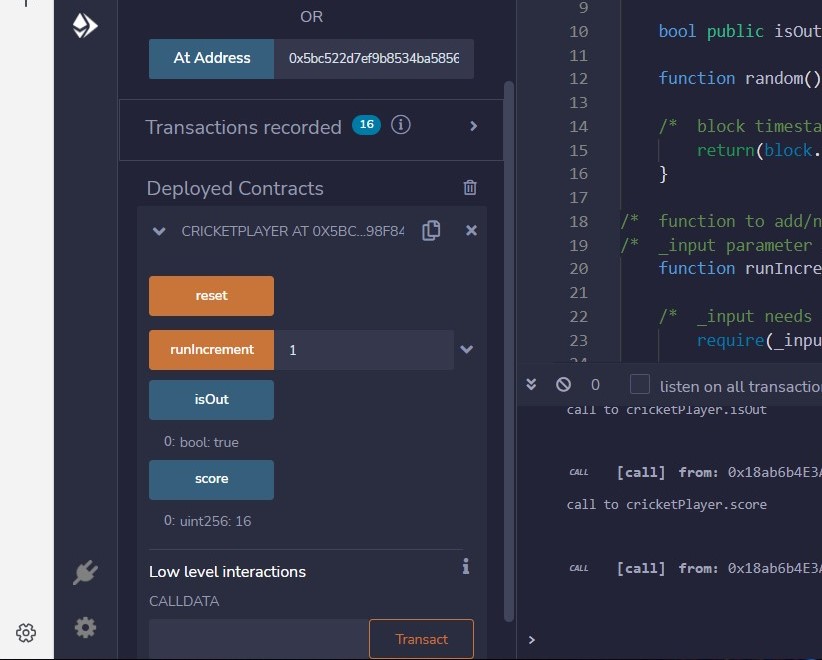 OR
At Address 0x5bc522d7ef9b8534ba5856
Transactions recorded 16
Deployed Contracts
CRICKETPLAYER AT 0X5BC...98F84
reset
runIncrement 1
isOut
0: bool: true
score
0: uint256: 16
Low level interactions
CALLDATA
Transact
9
10 bool public isOut
11
12 function random()
13
14 /* block timesta
15 return(block.
16 }
17
18 /* function to add/n
19 /* _input parameter
20 function runIncre
21
22 /* _input needs
23 require(_inpu
0 listen on all transactio
call to cricketPlayer.isOut
CALL [call] from: 0x18ab6b4E3
call to cricketPlayer.score
CALL [call] from: 0x18ab6b4E3
>